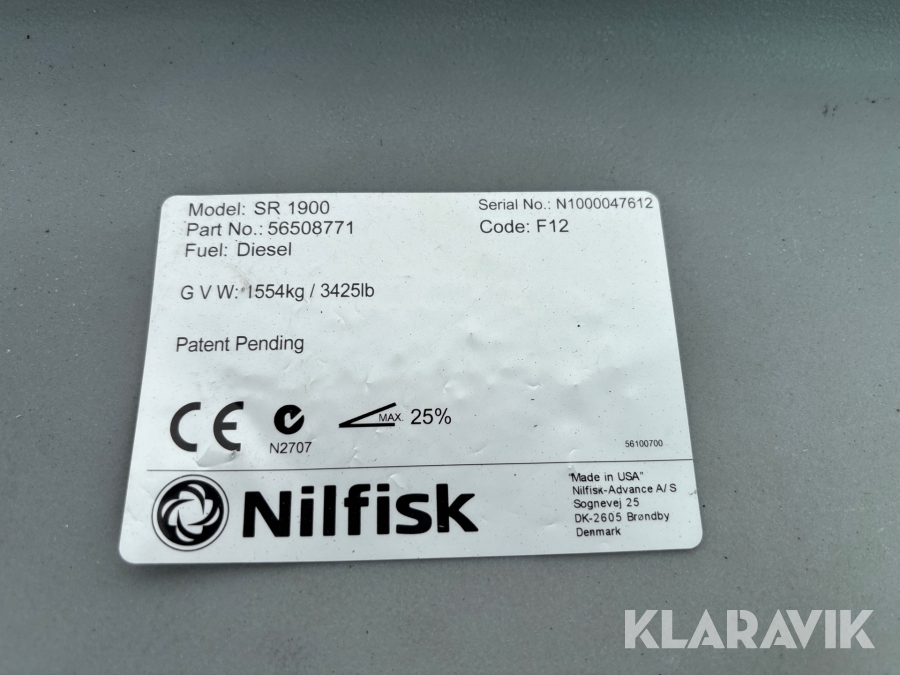 Model: SR 1900
Serial No.: N1000047612
Part No.: 56508771
Code: F12
Fuel: Diesel
G V W: 1554kg / 3425lb
Patent Pending
CE
N2707
MAX. 25%
56100700
Nilfisk
"Made in USA"
Nilfisk-Advance A/S
Sognevej 25
DK-2605 Brøndby
Denmark
KLARAVIK